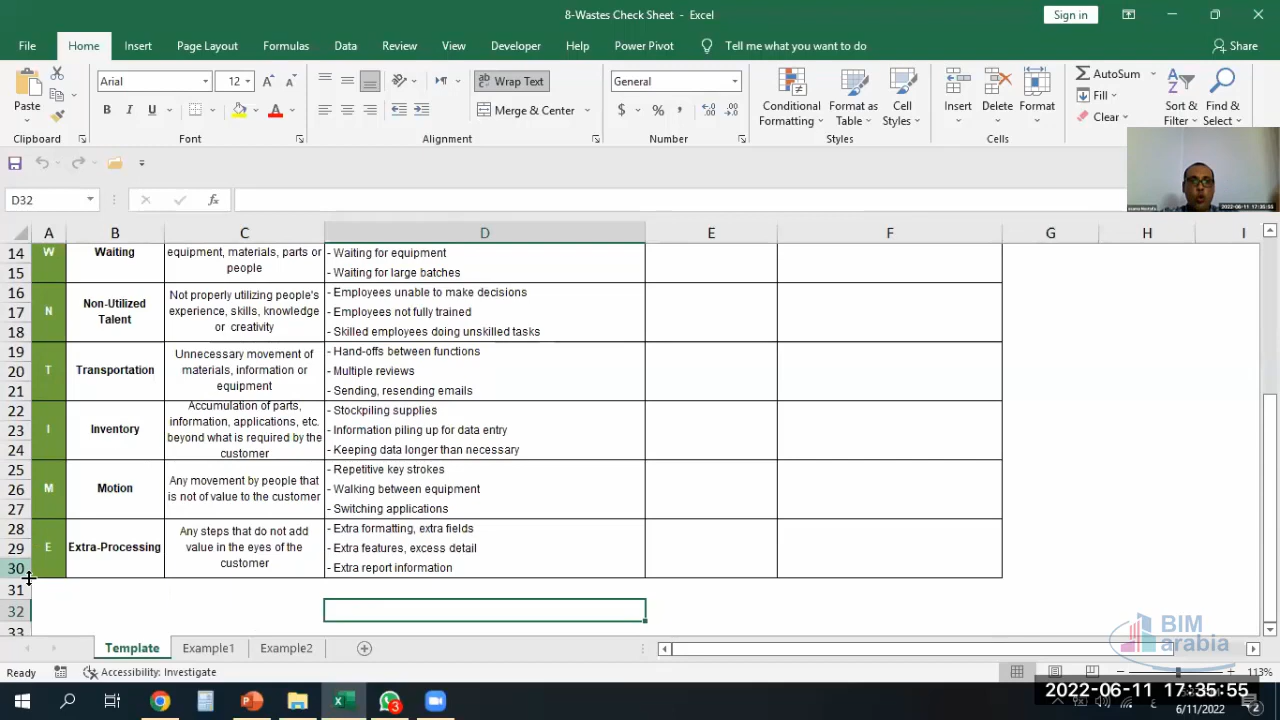 8-Wastes Check Sheet - Excel
Sign in
File Home Insert Page Layout Formulas Data Review View Developer Help Power Pivot Tell me what you want to do Share
Paste
Arial 12
Wrap Text
General
Conditional Formatting
Format as Table
Cell Styles
Insert Delete Format
AutoSum
Fill
Clear
Sort & Filter
Find & Select
B I U
Merge & Center
$ %
Clipboard Font Alignment Number Styles Cells
2022-06-11 17:35:55
D32
fx
A B C D E F G H I
14 W Waiting equipment, materials, parts or people - Waiting for equipment
15 - Waiting for large batches
16 - Employees unable to make decisions
17 N Non-Utilized Talent Not properly utilizing people's experience, skills, knowledge or creativity - Employees not fully trained
18 - Skilled employees doing unskilled tasks
19 - Hand-offs between functions
20 T Transportation Unnecessary movement of materials, information or equipment - Multiple reviews
21 - Sending, resending emails
22 - Stockpiling supplies
23 I Inventory Accumulation of parts, information, applications, etc. beyond what is required by the customer - Information piling up for data entry
24 - Keeping data longer than necessary
25 - Repetitive key strokes
26 M Motion Any movement by people that is not of value to the customer - Walking between equipment
27 - Switching applications
28 - Extra formatting, extra fields
29 E Extra-Processing Any steps that do not add value in the eyes of the customer - Extra features, excess detail
30 - Extra report information
31
32
33
BIM
arabia
Template Example1 Example2
Ready Accessibility: Investigate 113%
2022-06-11 17:35:55
3
6/11/2022
2